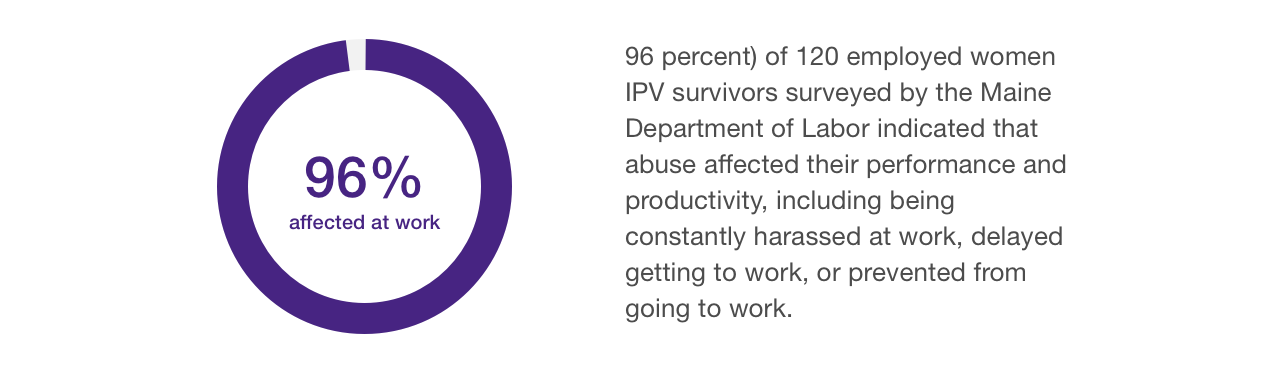 96%
affected at work
96 percent) of 120 employed women
IPV survivors surveyed by the Maine
Department of Labor indicated that
abuse affected their performance and
productivity, including being
constantly harassed at work, delayed
getting to work, or prevented from
going to work.